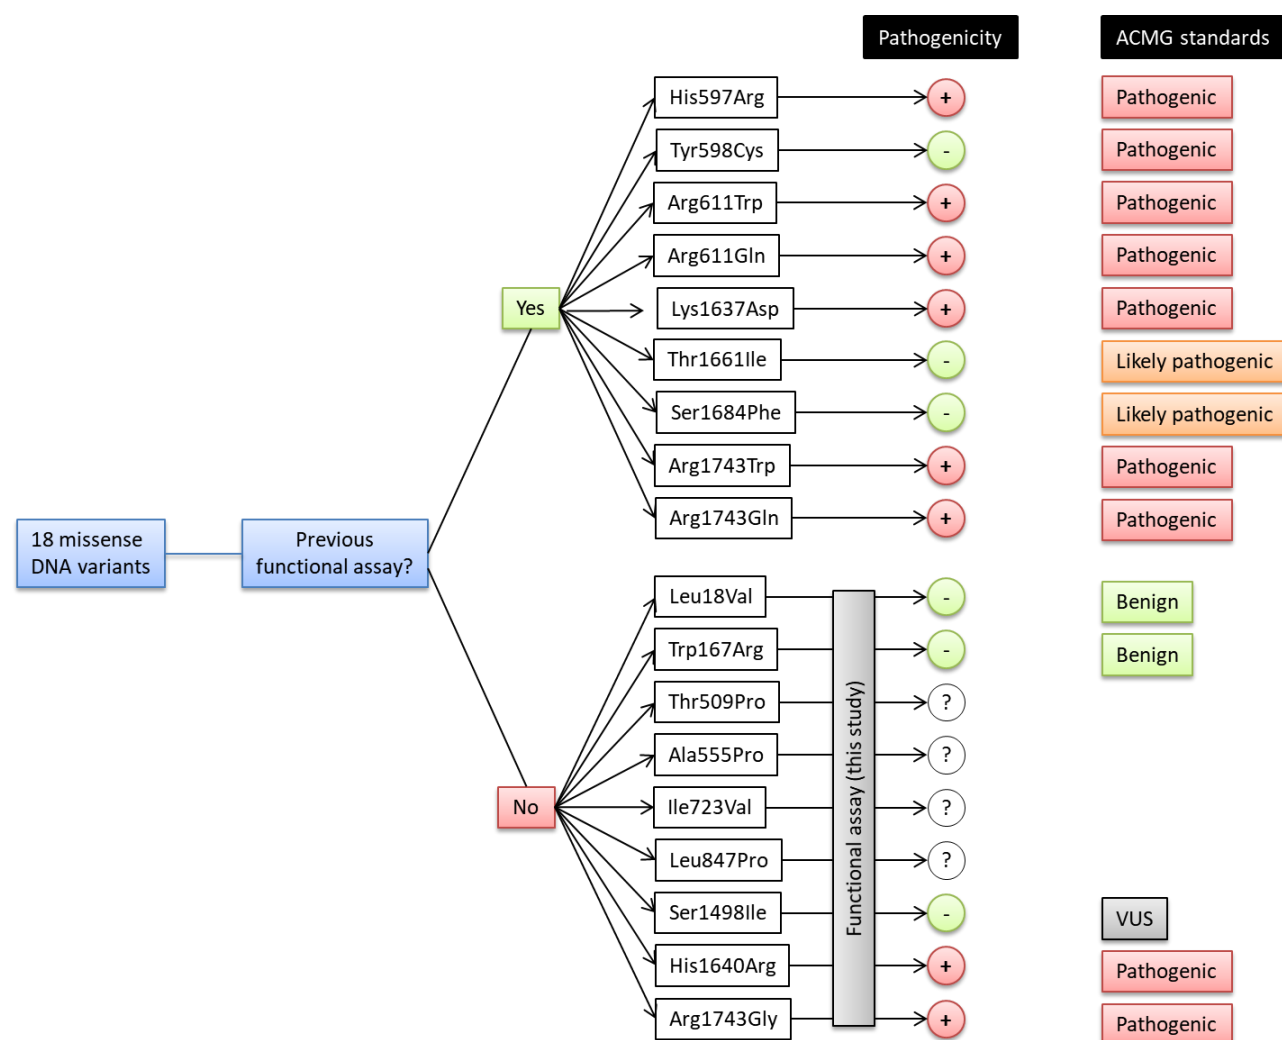 Pathogenicity
ACMG standards
His597Arg
+
Pathogenic
Tyr598Cys
-
Pathogenic
Arg611Trp
+
Pathogenic
Arg611Gln
+
Pathogenic
Yes
Lys1637Asp
+
Pathogenic
Thr1661Ile
-
Likely pathogenic
Ser1684Phe
-
Likely pathogenic
Arg1743Trp
+
Pathogenic
Arg1743Gln
+
Pathogenic
18 missense
DNA variants
Previous
functional assay?
Leu18Val
-
Benign
Trp167Arg
-
Benign
Thr509Pro
?
Ala555Pro
?
No
Ile723Val
?
Leu847Pro
?
Ser1498Ile
-
VUS
His1640Arg
+
Pathogenic
Arg1743Gly
+
Pathogenic
Functional assay (this study)